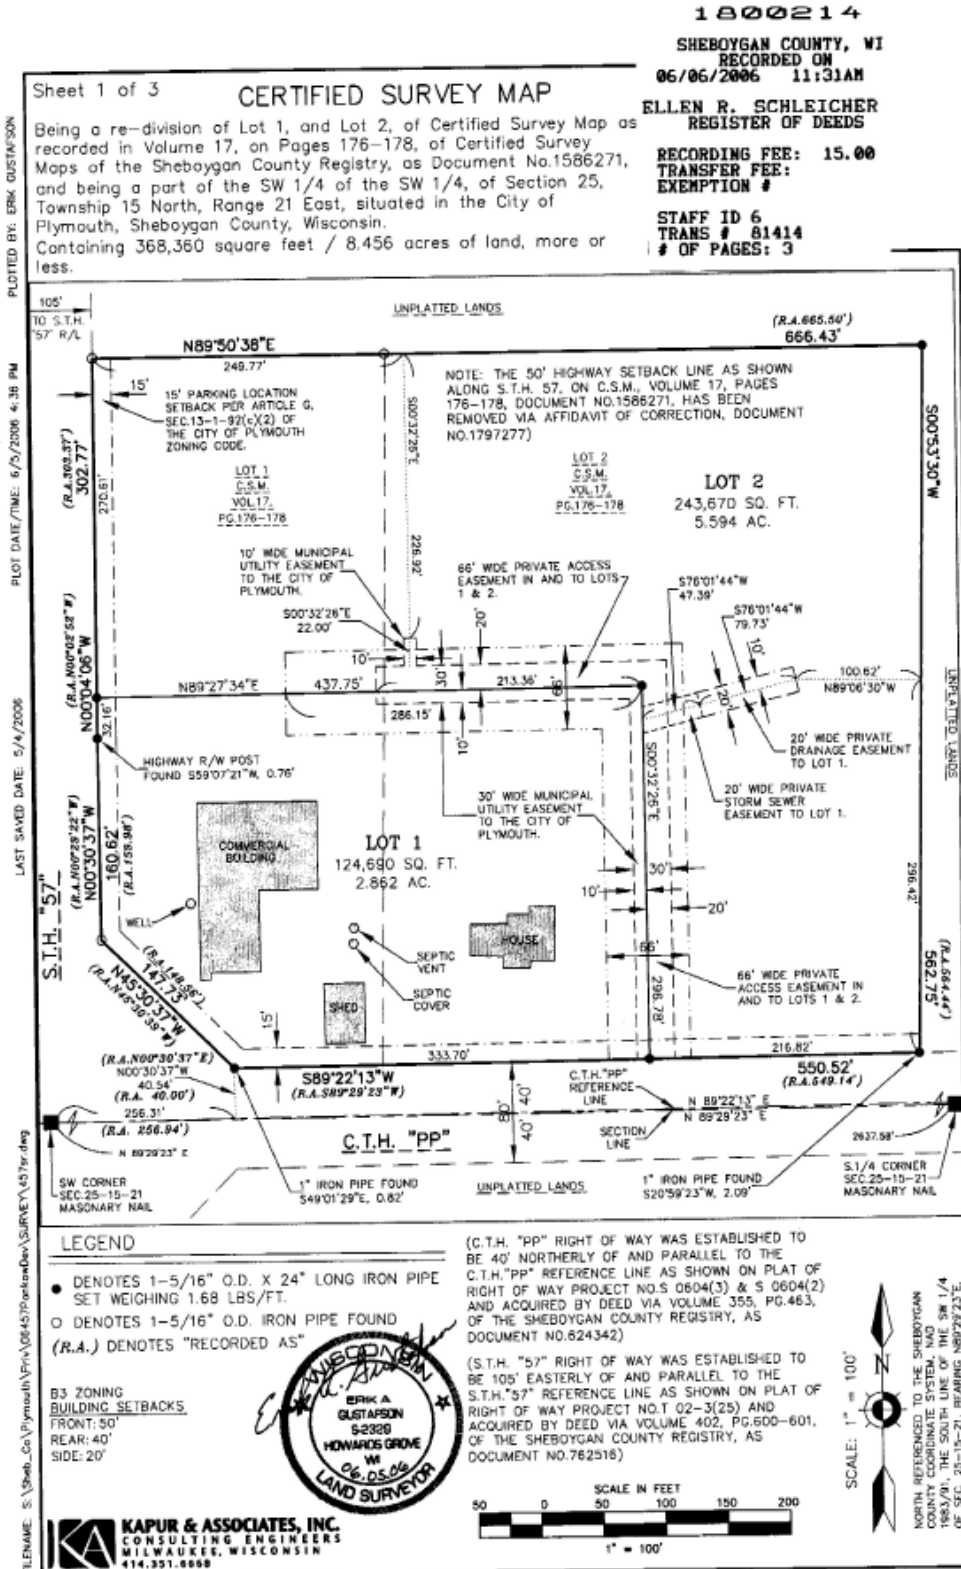 1800214
SHEBOYGAN COUNTY, WI
RECORDED ON
06/06/2006 11:31AM
ELLEN R. SCHLEICHER
REGISTER OF DEEDS
RECORDING FEE: 15.00
TRANSFER FEE:
EXEMPTION #
STAFF ID 6
TRANS # 81414
# OF PAGES: 3
Sheet 1 of 3
CERTIFIED SURVEY MAP
Being a re-division of Lot 1, and Lot 2, of Certified Survey Map as
recorded in Volume 17, on Pages 176-178, of Certified Survey
Maps of the Sheboygan County Registry, as Document No.1586271,
and being a part of the SW 1/4 of the SW 1/4, of Section 25,
Township 15 North, Range 21 East, situated in the City of
Plymouth, Sheboygan County, Wisconsin.
Containing 368,360 square feet / 8.456 acres of land, more or
less.
PLOTTED BY: ERIK GUSTAFSON
PLOT DATE/TIME: 6/5/2006 4:38 PM
LAST SAVED DATE: 5/4/2006
105'
TO S.T.H.
"57" R/L
UNPLATTED LANDS
(R.A.665.50')
666.43'
N89°50'38"E
249.77'
15'
15' PARKING LOCATION
SETBACK PER ARTICLE G,
SEC.13-1-92(c)(2) OF
THE CITY OF PLYMOUTH
ZONING CODE.
NOTE: THE 50' HIGHWAY SETBACK LINE AS SHOWN
ALONG S.T.H. 57, ON C.S.M., VOLUME 17, PAGES
176-178, DOCUMENT NO.1586271, HAS BEEN
REMOVED VIA AFFIDAVIT OF CORRECTION, DOCUMENT
NO.1797277)
S00°32'26"E
226.92'
S00°53'30"W
(R.A.303.37')
302.77'
270.61'
LOT 1
C.S.M.
VOL.17,
PG.176-178
LOT 2
C.S.M.
VOL.17,
PG.176-178
LOT 2
243,670 SQ. FT.
5.594 AC.
10' WIDE MUNICIPAL
UTILITY EASEMENT
TO THE CITY OF
PLYMOUTH.
66' WIDE PRIVATE ACCESS
EASEMENT IN AND TO LOTS
1 & 2.
S76°01'44"W
47.39'
S76°01'44"W
79.73'
S00°32'26"E
22.00'
20'
10'
10'
30'
66'
20'
(R.A.N00°02'52"W)
N00°04'06"W
32.16'
N89°27'34"E
437.75'
213.36'
286.15'
10'
100.62'
N89°06'30"W
UNPLATTED LANDS
HIGHWAY R/W POST
FOUND S59°07'21"W, 0.76'
20' WIDE PRIVATE
DRAINAGE EASEMENT
TO LOT 1.
20' WIDE PRIVATE
STORM SEWER
EASEMENT TO LOT 1.
30' WIDE MUNICIPAL
UTILITY EASEMENT
TO THE CITY OF
PLYMOUTH.
S00°32'26"E
296.78'
COMMERCIAL
BUILDING
LOT 1
124,690 SQ. FT.
2.862 AC.
(R.A.N00°23'22"W)
N00°30'37"W
160.62'
(R.A.159.98')
30'
10'
20'
296.42'
WELL
S.T.H. "57"
SEPTIC
VENT
SEPTIC
COVER
HOUSE
SHED
66'
66' WIDE PRIVATE
ACCESS EASEMENT IN
AND TO LOTS 1 & 2.
562.75'
(R.A.564.44')
(R.A.148.56')
147.73'
N45°30'37"W
(R.A.N45°30'39"W)
15'
(R.A.N00°30'37"E)
N00°30'37"W
40.54'
(R.A. 40.00')
256.31'
(R.A. 256.94')
N 89°29'23" E
333.70'
S89°22'13"W
(R.A.S89°29'23"W)
216.82'
550.52'
(R.A.549.14')
C.T.H."PP"
REFERENCE
LINE
80'
40'
40'
N 89°22'13" E
N 89°29'23" E
SECTION
LINE
2637.58'
C.T.H. "PP"
SW CORNER
SEC.25-15-21
MASONARY NAIL
1" IRON PIPE FOUND
S49°01'29"E, 0.82'
UNPLATTED LANDS
1" IRON PIPE FOUND
S20°59'23"W, 2.09'
S.1/4 CORNER
SEC.25-15-21
MASONARY NAIL
LEGEND
● DENOTES 1-5/16" O.D. X 24" LONG IRON PIPE
SET WEIGHING 1.68 LBS/FT.
○ DENOTES 1-5/16" O.D. IRON PIPE FOUND
(R.A.) DENOTES "RECORDED AS"
B3 ZONING
BUILDING SETBACKS
FRONT: 50'
REAR: 40'
SIDE: 20'
WISCONSIN
ERIK A
GUSTAFSON
S-2329
HOWARDS GROVE
WI
06.05.06
LAND SURVEYOR
(C.T.H. "PP" RIGHT OF WAY WAS ESTABLISHED TO
BE 40' NORTHERLY OF AND PARALLEL TO THE
C.T.H."PP" REFERENCE LINE AS SHOWN ON PLAT OF
RIGHT OF WAY PROJECT NO.S 0604(3) & S 0604(2)
AND ACQUIRED BY DEED VIA VOLUME 355, PG.463,
OF THE SHEBOYGAN COUNTY REGISTRY, AS
DOCUMENT NO.624342)
(S.T.H. "57" RIGHT OF WAY WAS ESTABLISHED TO
BE 105' EASTERLY OF AND PARALLEL TO THE
S.T.H."57" REFERENCE LINE AS SHOWN ON PLAT OF
RIGHT OF WAY PROJECT NO.T 02-3(25) AND
ACQUIRED BY DEED VIA VOLUME 402, PG.600-601,
OF THE SHEBOYGAN COUNTY REGISTRY, AS
DOCUMENT NO.762516)
SCALE IN FEET
50 0 50 100 150 200
1" = 100'
SCALE: 1" = 100'
N
NORTH REFERENCED TO THE SHEBOYGAN
COUNTY COORDINATE SYSTEM, NAD
1983/91, THE SOUTH LINE OF THE SW 1/4
OF SEC. 25-15-21, BEARING N89°29'23"E.
KA
KAPUR & ASSOCIATES, INC.
CONSULTING ENGINEERS
MILWAUKEE, WISCONSIN
414.351.6668